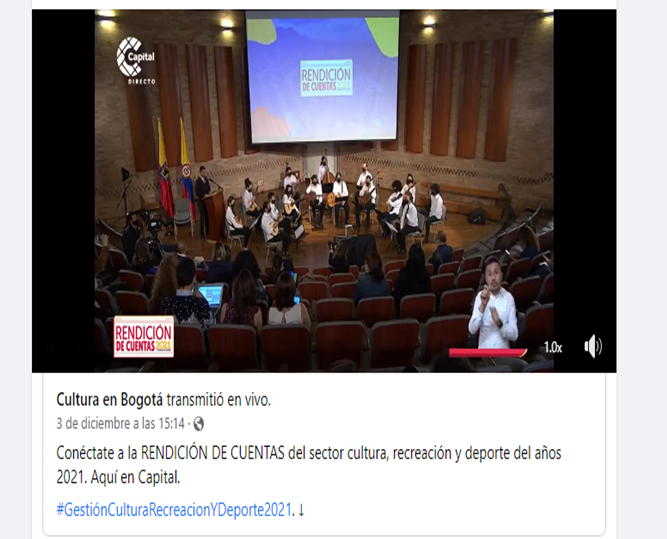 Capital
DIRECTO
RENDICIÓN
DE CUENTAS 2021
RENDICIÓN
DE CUENTAS 2021
1.0x
Cultura en Bogotá transmitió en vivo.
3 de diciembre a las 15:14 ·
Conéctate a la RENDICIÓN DE CUENTAS del sector cultura, recreación y deporte del años
2021. Aquí en Capital.
#GestiónCulturaRecreacionYDeporte2021. ↓